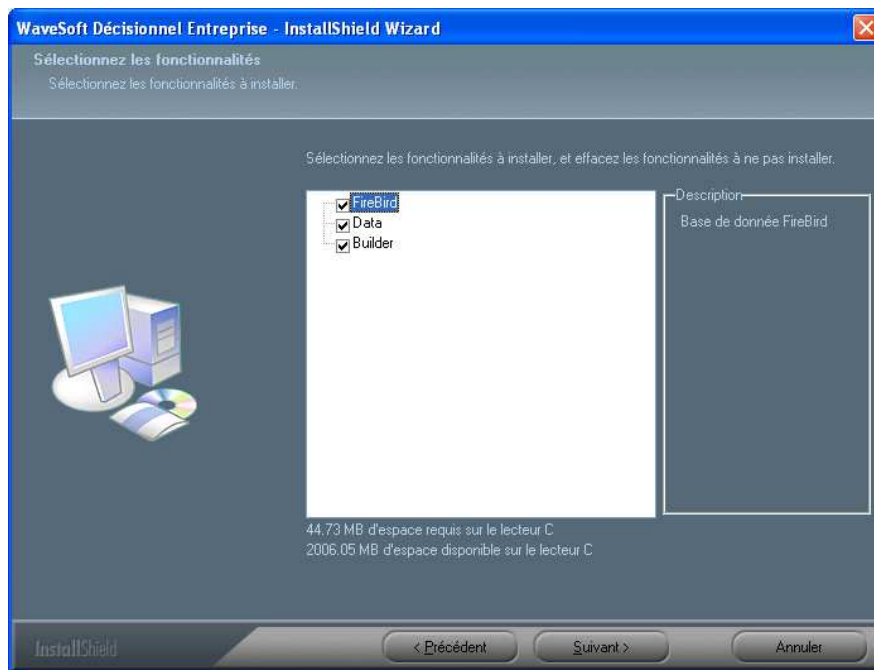 WaveSoft Décisionnel Entreprise - InstallShield Wizard
Sélectionnez les fonctionnalités
Sélectionnez les fonctionnalités à installer.
Sélectionnez les fonctionnalités à installer, et effacez les fonctionnalités à ne pas installer.
FireBird
Data
Builder
Description
Base de donnée FireBird
44.73 MB d'espace requis sur le lecteur C
2006.05 MB d'espace disponible sur le lecteur C
InstallShield
< Précédent
Suivant >
Annuler